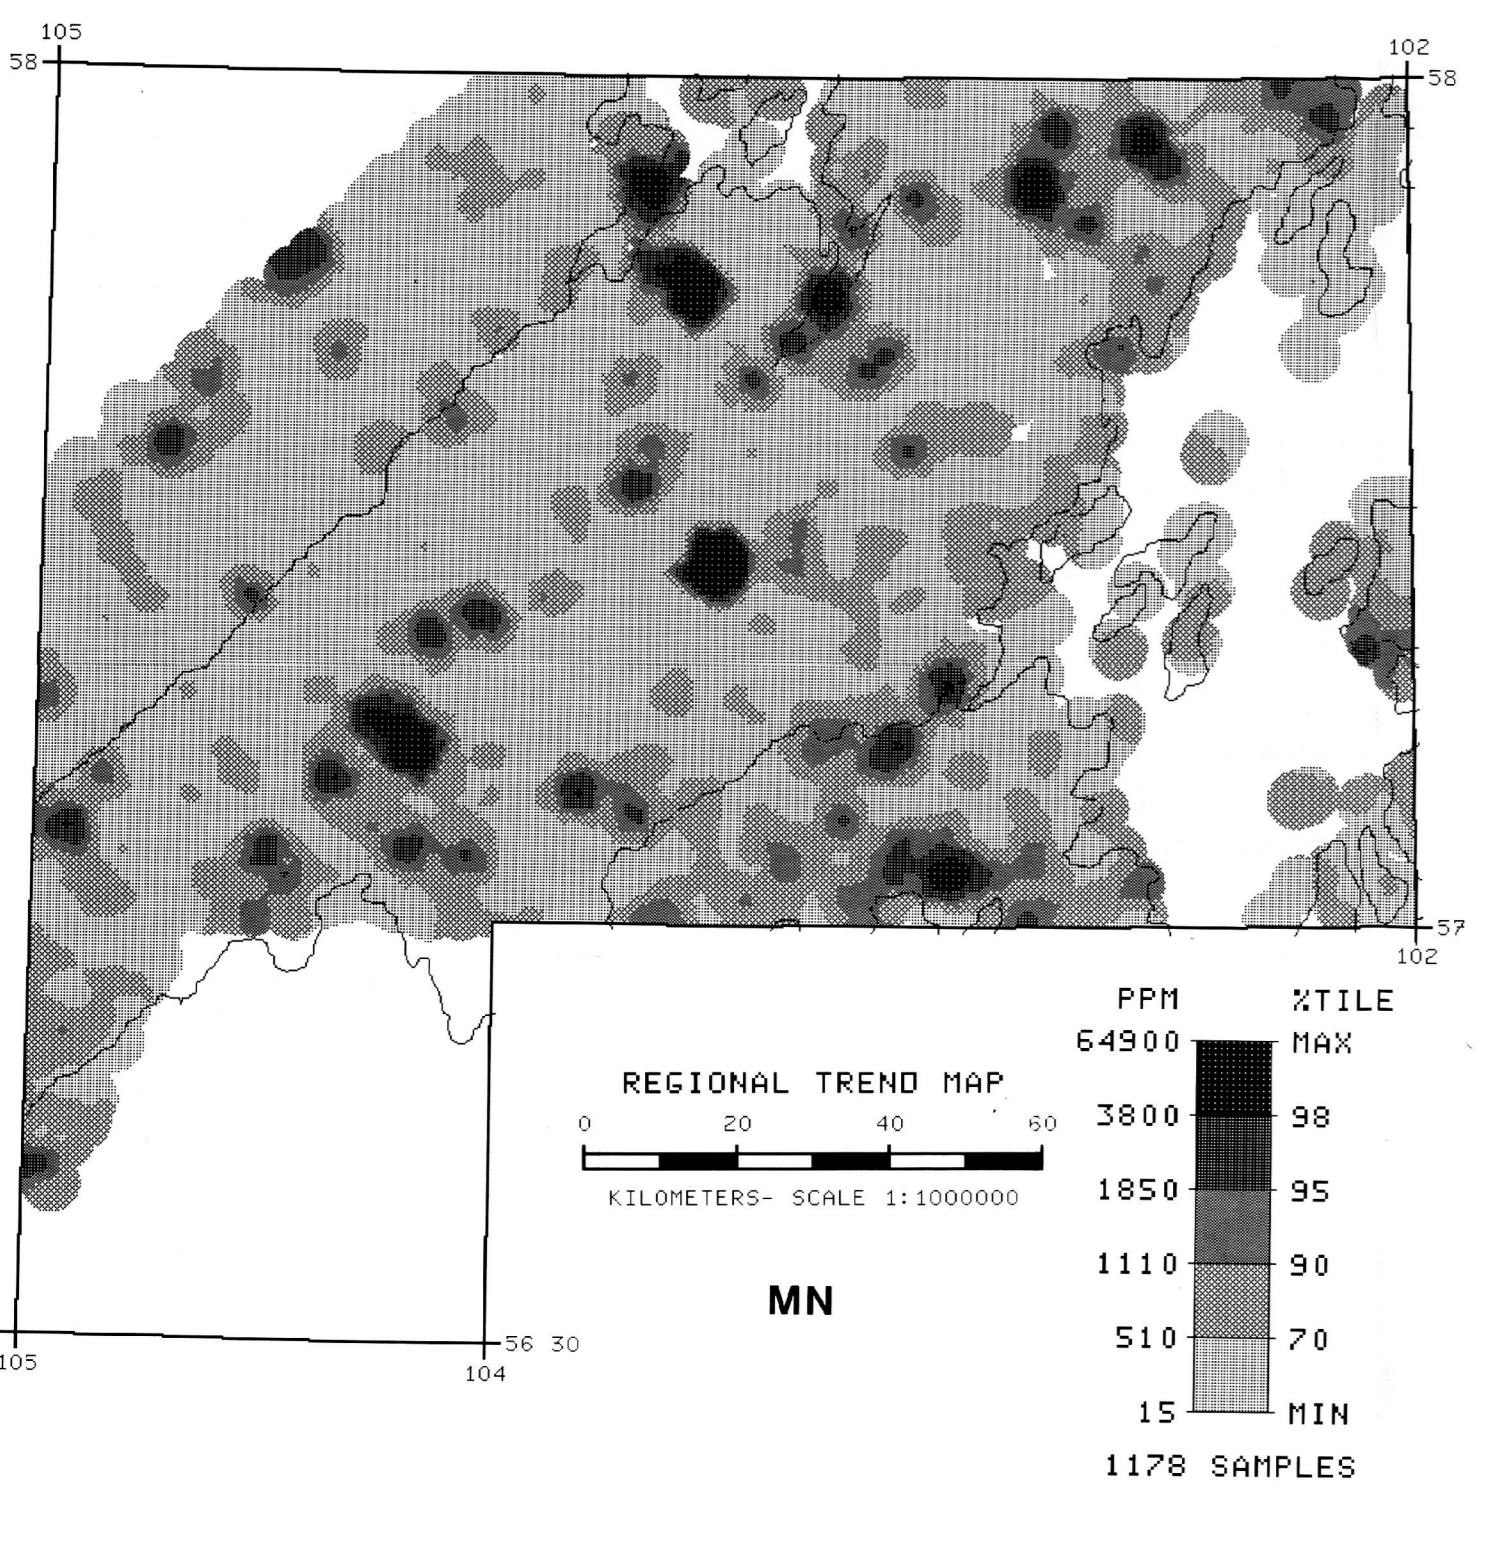 105
102
58
58
57
102
PPM %TILE
64900 MAX
REGIONAL TREND MAP
3800 98
0 20 40 60
1850 95
KILOMETERS- SCALE 1:1000000
1110 90
MN
510 70
56 30
105
104
15 MIN
1178 SAMPLES